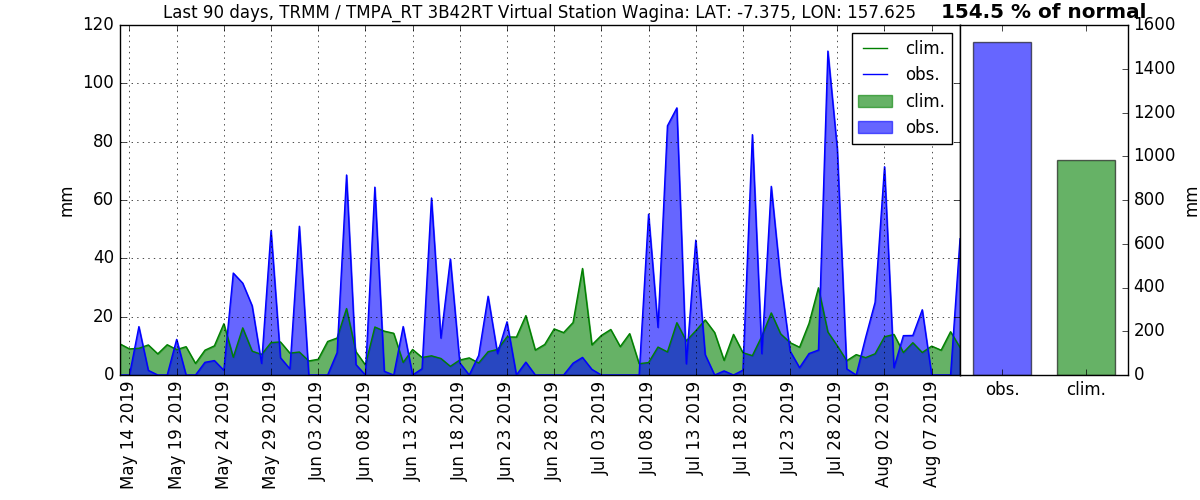 Last 90 days, TRMM / TMPA_RT 3B42RT Virtual Station Wagina: LAT: -7.375, LON: 157.625
154.5 % of normal
120
100
80
60
40
20
0
mm
clim.
obs.
clim.
obs.
1600
1400
1200
1000
800
600
400
200
0
mm
May 14 2019
May 19 2019
May 24 2019
May 29 2019
Jun 03 2019
Jun 08 2019
Jun 13 2019
Jun 18 2019
Jun 23 2019
Jun 28 2019
Jul 03 2019
Jul 08 2019
Jul 13 2019
Jul 18 2019
Jul 23 2019
Jul 28 2019
Aug 02 2019
Aug 07 2019
obs.
clim.